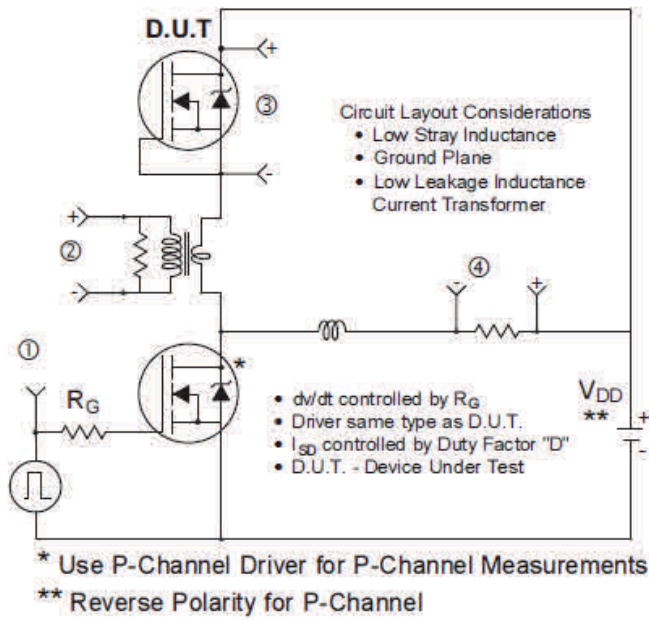 D.U.T
+
③
-
Circuit Layout Considerations
• Low Stray Inductance
• Ground Plane
• Low Leakage Inductance
Current Transformer
+
②
-
④
- +
①
R_G
*
• dv/dt controlled by R_G
• Driver same type as D.U.T.
• I_SD controlled by Duty Factor "D"
• D.U.T. - Device Under Test
V_DD
**
+
-
* Use P-Channel Driver for P-Channel Measurements
** Reverse Polarity for P-Channel